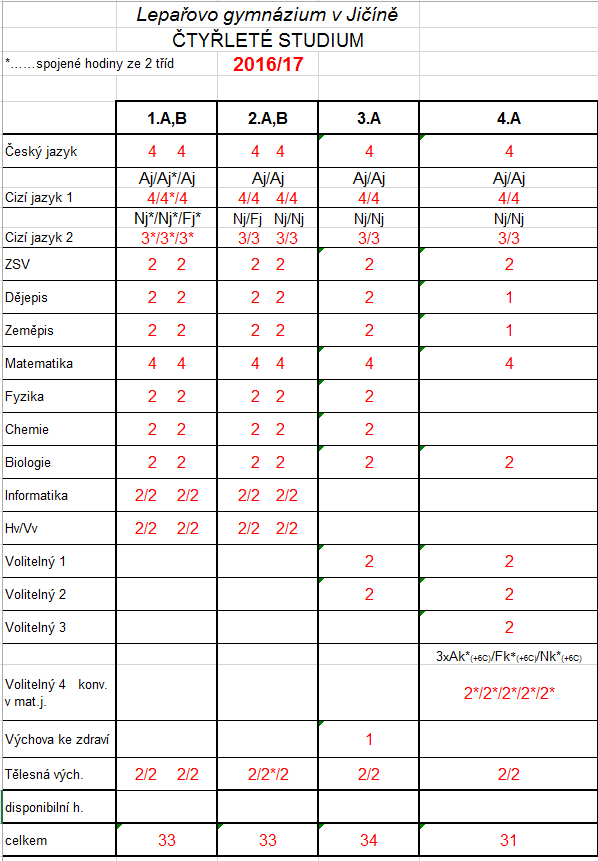 Lepařovo gymnázium v Jičíně
ČTYŘLETÉ STUDIUM
*……spojené hodiny ze 2 tříd 2016/17
1.A,B 2.A,B 3.A 4.A
Český jazyk 4 4 4 4 4 4
Aj/Aj*/Aj Aj/Aj Aj/Aj Aj/Aj
Cizí jazyk 1 4/4*/4 4/4 4/4 4/4 4/4
Nj*/Nj*/Fj* Nj/Fj Nj/Nj Nj/Nj Nj/Nj
Cizí jazyk 2 3*/3*/3* 3/3 3/3 3/3 3/3
ZSV 2 2 2 2 2 2
Dějepis 2 2 2 2 2 1
Zeměpis 2 2 2 2 2 1
Matematika 4 4 4 4 4 4
Fyzika 2 2 2 2 2
Chemie 2 2 2 2 2
Biologie 2 2 2 2 2 2
Informatika 2/2 2/2 2/2 2/2
Hv/Vv 2/2 2/2 2/2 2/2
Volitelný 1 2 2
Volitelný 2 2 2
Volitelný 3 2
3xAk*(+6C)/Fk*(+6C)/Nk*(+6C)
Volitelný 4 konv.
v mat.j. 2*/2*/2*/2*/2*
Výchova ke zdraví 1
Tělesná vých. 2/2 2/2 2/2*/2 2/2 2/2
disponibilní h.
celkem 33 33 34 31